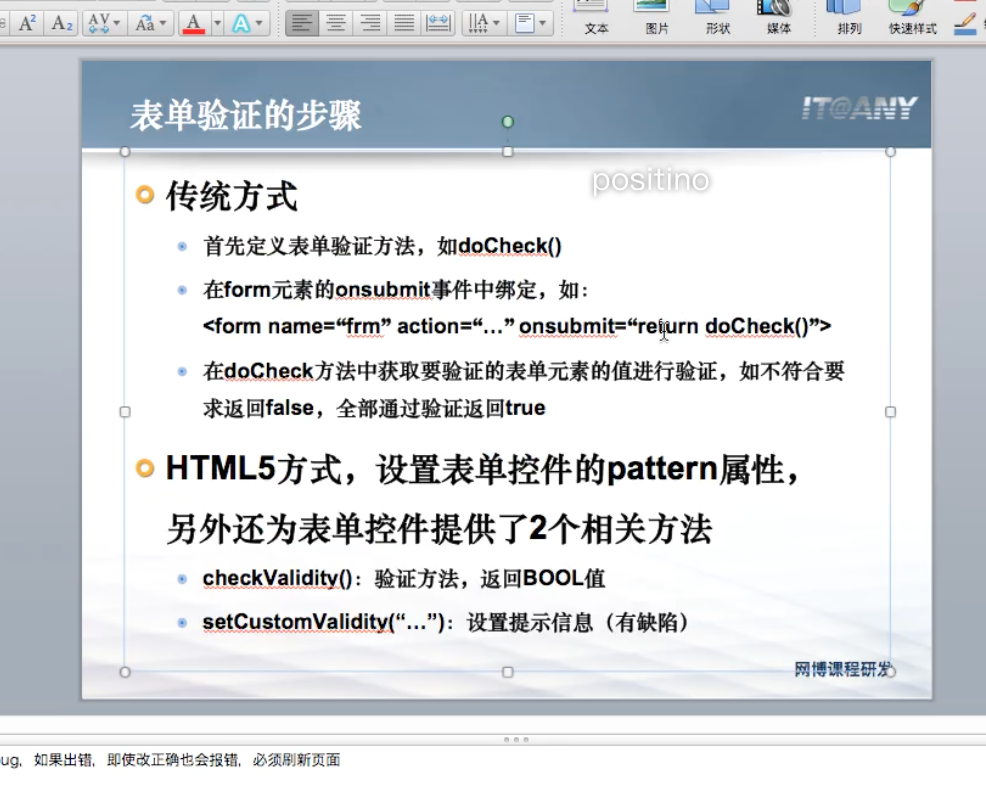 A² A₂ AV Aa A A
文本 图片 形状 媒体 排列 快速样式
表单验证的步骤
IT@ANY
positino
传统方式
首先定义表单验证方法，如doCheck()
在form元素的onsubmit事件中绑定，如：
<form name=“frm” action=“…” onsubmit=“return doCheck()”>
在doCheck方法中获取要验证的表单元素的值进行验证，如不符合要
求返回false，全部通过验证返回true
HTML5方式，设置表单控件的pattern属性，
另外还为表单控件提供了2个相关方法
checkValidity()：验证方法，返回BOOL值
setCustomValidity(“…”)：设置提示信息（有缺陷）
网博课程研发
ug，如果出错，即使改正确也会报错，必须刷新页面